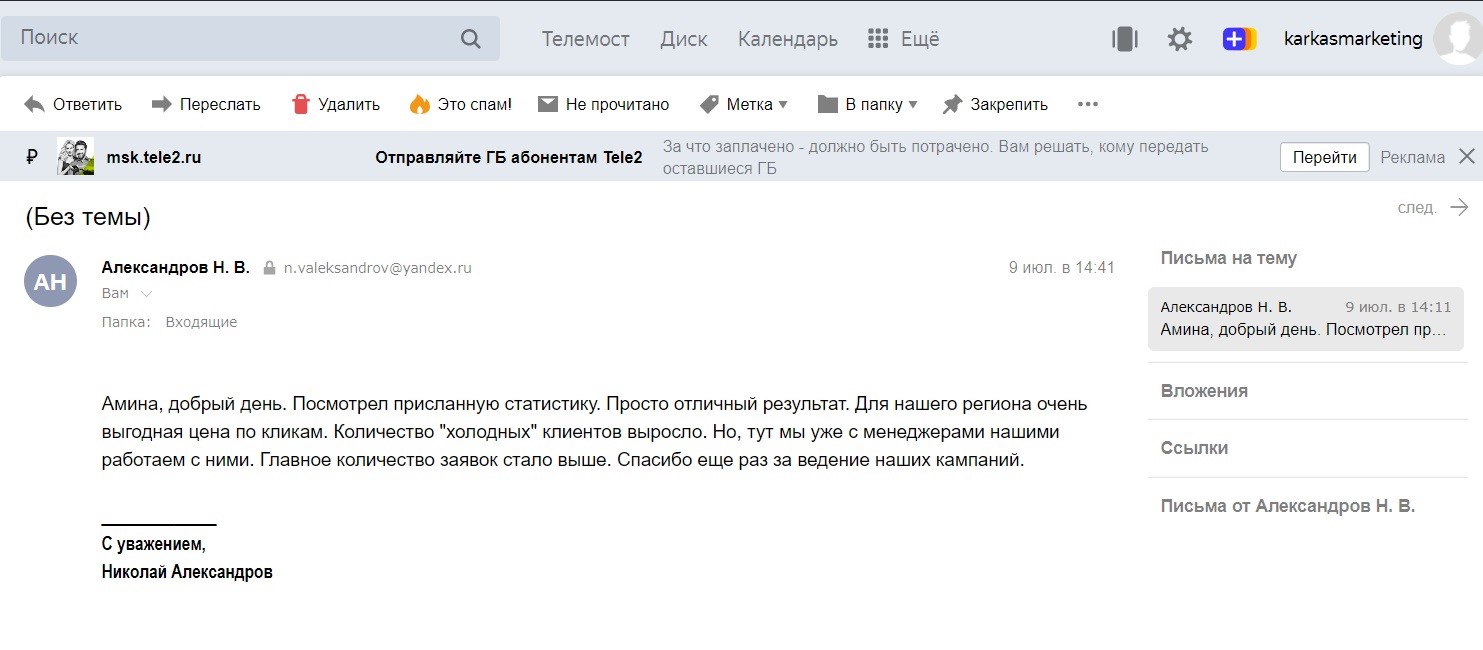 Поиск
Телемост Диск Календарь Ещё
karkasmarketing
Ответить Переслать Удалить Это спам! Не прочитано Метка В папку Закрепить ...
₽ msk.tele2.ru Отправляйте ГБ абонентам Tele2
За что заплачено - должно быть потрачено. Вам решать, кому передать
оставшиеся ГБ
Перейти Реклама
(Без темы)
след.
АН
Александров Н. В. n.valeksandrov@yandex.ru 9 июл. в 14:41
Вам
Папка: Входящие
Амина, добрый день. Посмотрел присланную статистику. Просто отличный результат. Для нашего региона очень
выгодная цена по кликам. Количество "холодных" клиентов выросло. Но, тут мы уже с менеджерами нашими
работаем с ними. Главное количество заявок стало выше. Спасибо еще раз за ведение наших кампаний.
С уважением,
Николай Александров
Письма на тему
Александров Н. В. 9 июл. в 14:11
Амина, добрый день. Посмотрел пр...
Вложения
Ссылки
Письма от Александров Н. В.